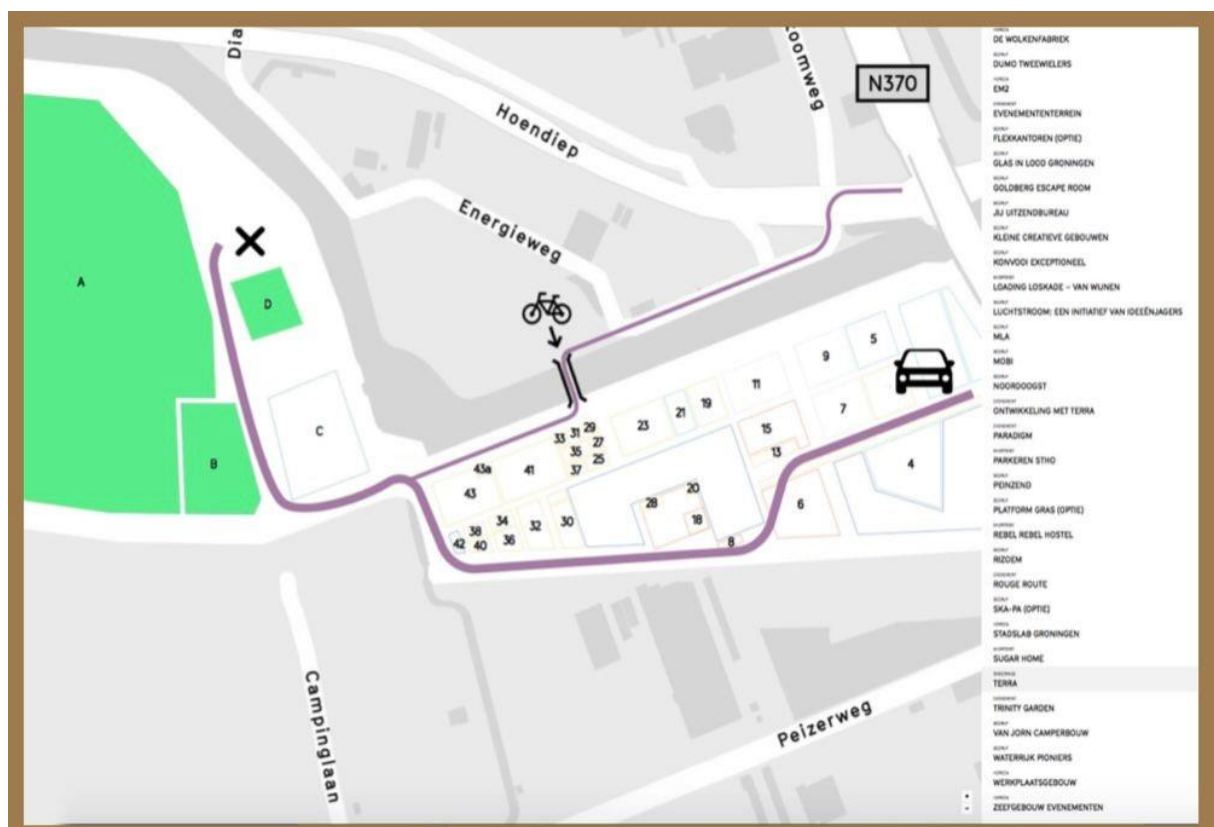 Dia
Hoendiep
oomweg
N370
Energieweg
A
D
B
C
5
9
11
7
4
19
21
23
15
13
6
29
31
33
27
35
25
37
41
43a
43
20
28
18
8
34
38
32
30
42
40
36
Campinglaan
Peizerweg
DE WOLKENFABRIEK
DUMO TWEEWIELERS
EM2
EVENEMENTENTERREIN
FLEXKANTOREN (OPTIE)
GLAS IN LOOD GRONINGEN
GOLDBERG ESCAPE ROOM
JIJ UITZENDBUREAU
KLEINE CREATIEVE GEBOUWEN
KONVOOI EXCEPTIONEEL
LOADING LOSKADE – VAN WIJNEN
LUCHTSTROOM: EEN INITIATIEF VAN IDEEËNJAGERS
MLA
MOBI
NOORDOOGST
ONTWIKKELING MET TERRA
PARADIGM
PARKEREN STHO
PEINZEND
PLATFORM GRAS (OPTIE)
REBEL REBEL HOSTEL
RIZOEM
ROUGE ROUTE
SKA-PA (OPTIE)
STADSLAB GRONINGEN
SUGAR HOME
TERRA
TRINITY GARDEN
VAN JORN CAMPERBOUW
WATERRIJK PIONIERS
WERKPLAATSGEBOUW
ZEEFGEBOUW EVENEMENTEN